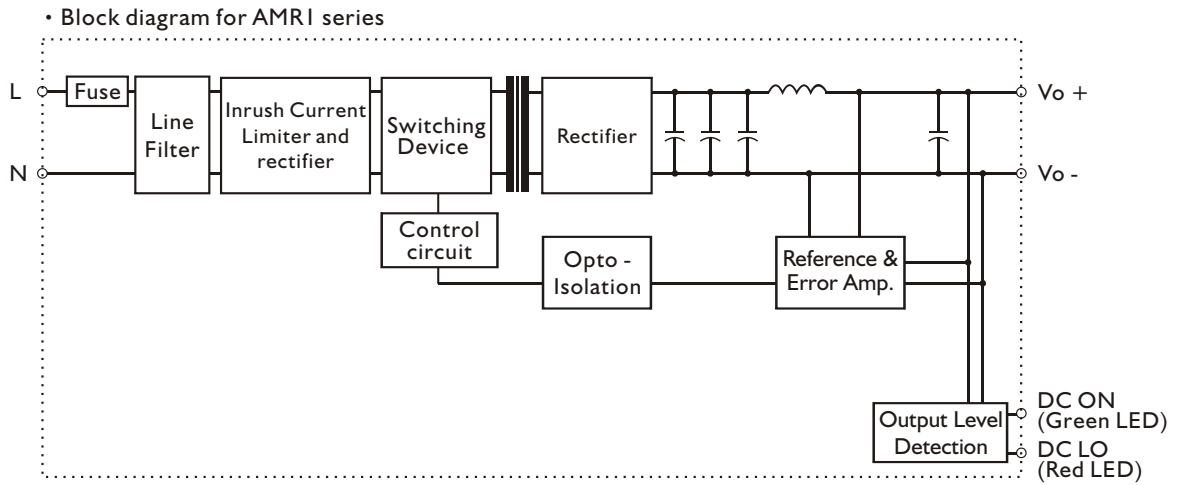 • Block diagram for AMR1 series
L
Fuse
Line
Filter
Inrush Current
Limiter and
rectifier
Switching
Device
Rectifier
Vo +
N
Vo -
Control
circuit
Opto -
Isolation
Reference &
Error Amp.
Output Level
Detection
DC ON
(Green LED)
DC LO
(Red LED)